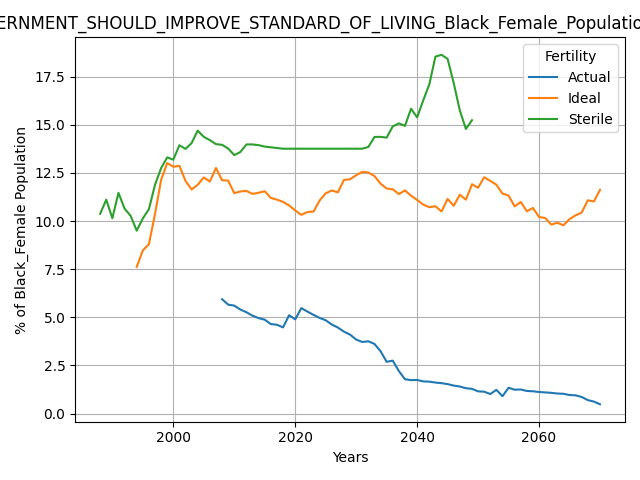 ERNMENT_SHOULD_IMPROVE_STANDARD_OF_LIVING_Black_Female_Populatio
Fertility
Actual
Ideal
Sterile
% of Black_Female Population
17.5
15.0
12.5
10.0
7.5
5.0
2.5
0.0
2000
2020
2040
2060
Years